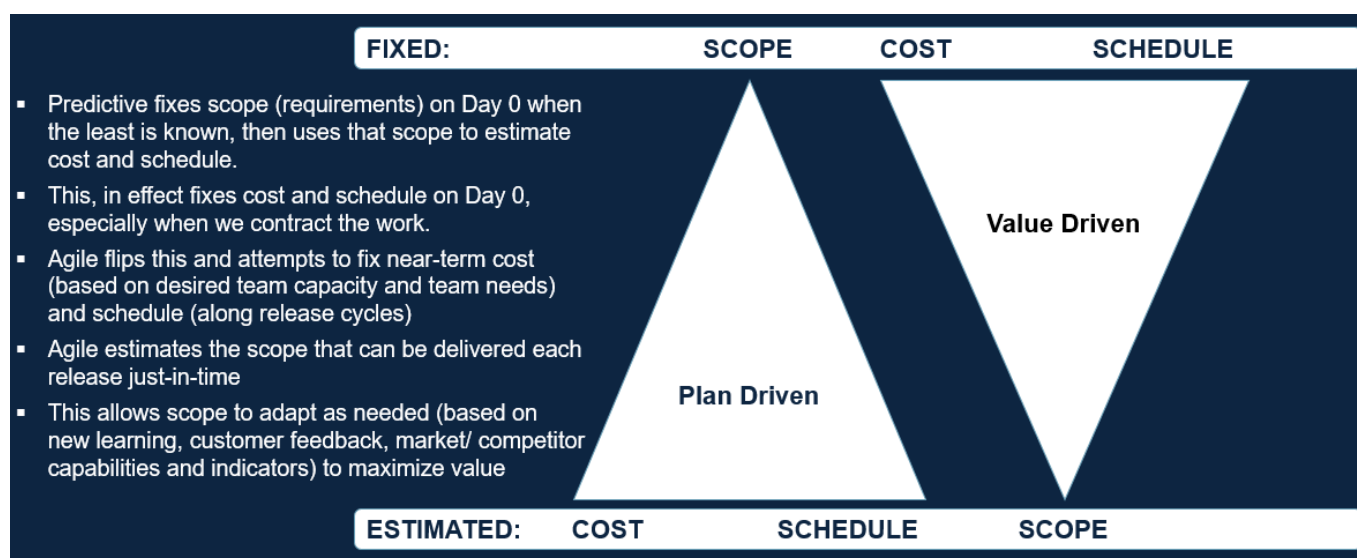 FIXED: SCOPE COST SCHEDULE
▪ Predictive fixes scope (requirements) on Day 0 when
the least is known, then uses that scope to estimate
cost and schedule.
▪ This, in effect fixes cost and schedule on Day 0,
especially when we contract the work.
▪ Agile flips this and attempts to fix near-term cost
(based on desired team capacity and team needs)
and schedule (along release cycles)
▪ Agile estimates the scope that can be delivered each
release just-in-time
▪ This allows scope to adapt as needed (based on
new learning, customer feedback, market/ competitor
capabilities and indicators) to maximize value
Plan Driven
Value Driven
ESTIMATED: COST SCHEDULE SCOPE